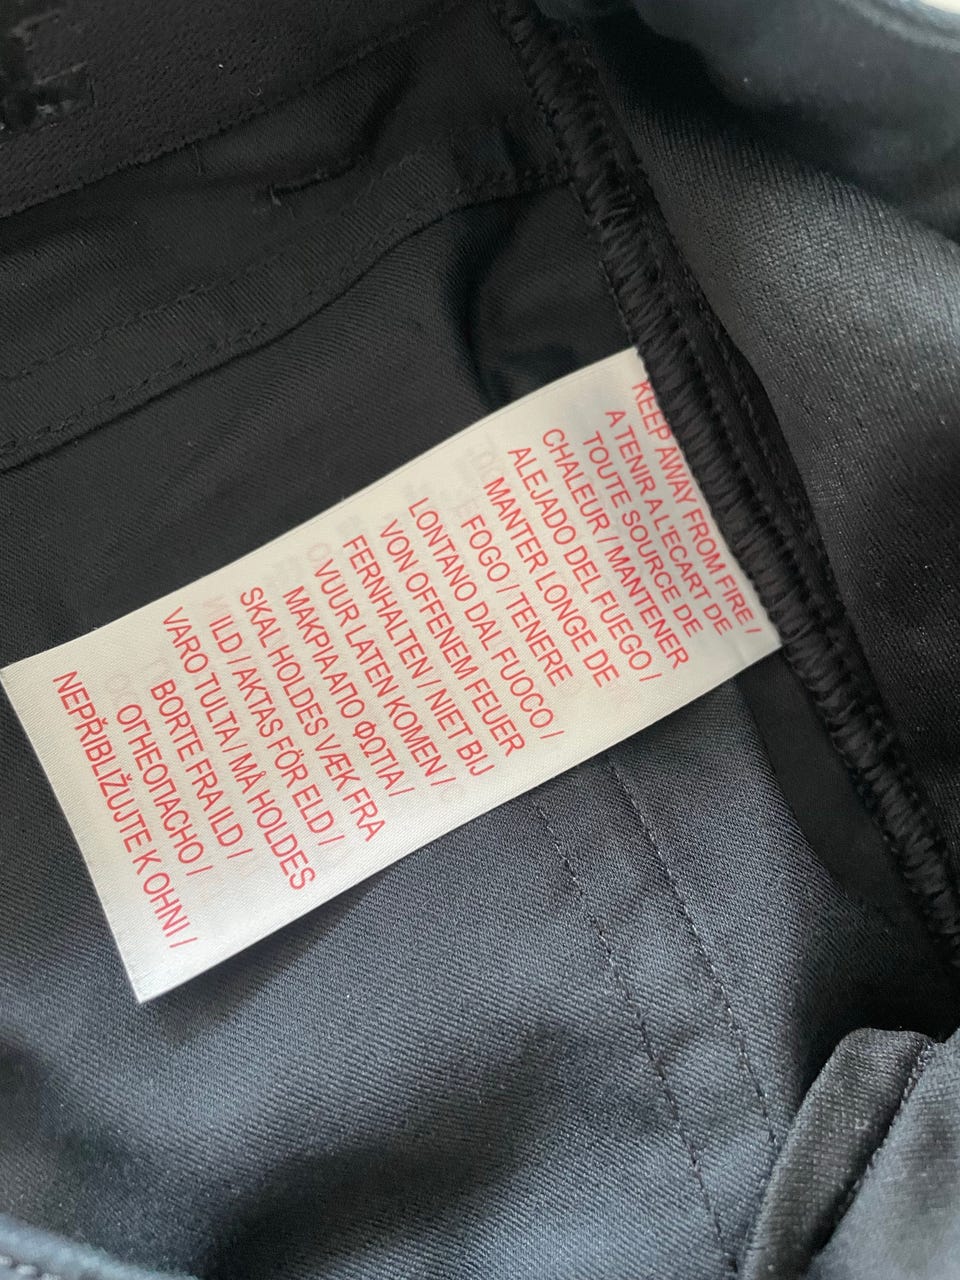 KEEP AWAY FROM FIRE /
A TENIR A L'ECART DE
TOUTE SOURCE DE
CHALEUR / MANTENER
ALEJADO DEL FUEGO /
MANTER LONGE DE
FOGO / TENERE
LONTANO DAL FUOCO /
VON OFFENEM FEUER
FERNHALTEN / NIET BIJ
VUUR LATEN KOMEN /
ΜΑΚΡΙΑ ΑΠΟ ΦΩΤΙΑ /
SKAL HOLDES VÆK FRA
ILD / AKTAS FÖR ELD /
VARO TULTA / MÅ HOLDES
BORTE FRA ILD /
ОГНЕОПАСНО /
NEPŘIBLIŽUJTE K OHNI /